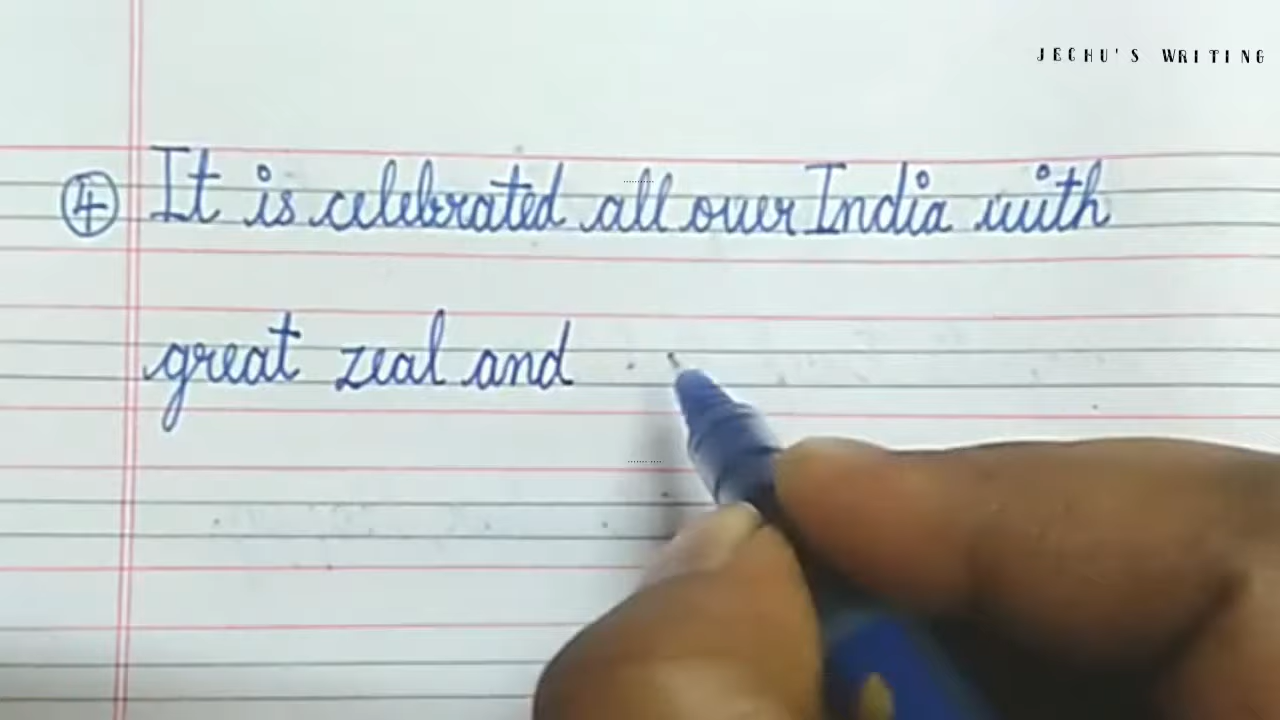 JECHU'S WRITING
④ It is celebrated all over India with
great zeal and